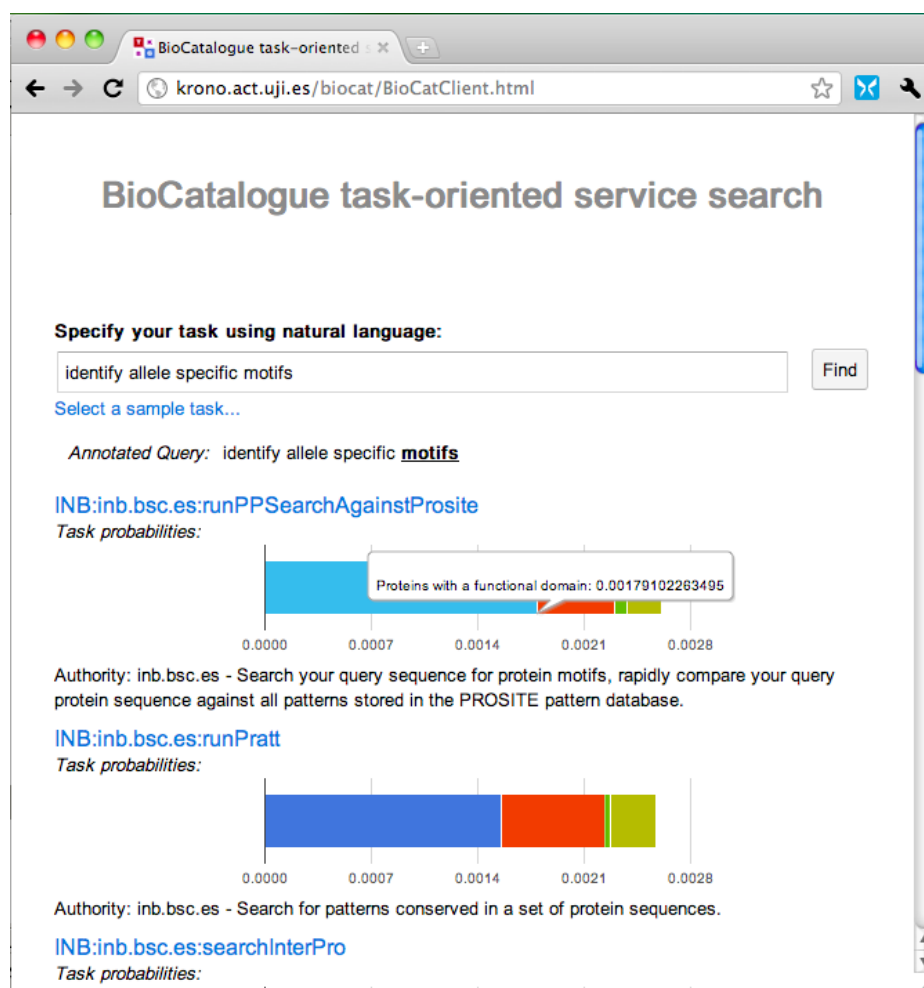 BioCatalogue task-oriented s
krono.act.uji.es/biocat/BioCatClient.html
BioCatalogue task-oriented service search
Specify your task using natural language:
identify allele specific motifs
Find
Select a sample task...
Annotated Query: identify allele specific motifs
INB:inb.bsc.es:runPPSearchAgainstProsite
Task probabilities:
Proteins with a functional domain: 0.00179102263495
0.0000 0.0007 0.0014 0.0021 0.0028
Authority: inb.bsc.es - Search your query sequence for protein motifs, rapidly compare your query
protein sequence against all patterns stored in the PROSITE pattern database.
INB:inb.bsc.es:runPratt
Task probabilities:
0.0000 0.0007 0.0014 0.0021 0.0028
Authority: inb.bsc.es - Search for patterns conserved in a set of protein sequences.
INB:inb.bsc.es:searchInterPro
Task probabilities: